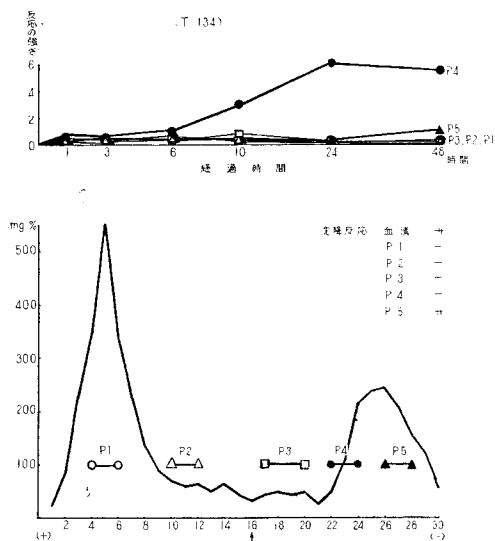 反応の強さ
(T 134)
6
4
2
0
P4
P5
P3, P2, P1
1 3 6 10 24 48 時間
経過時間
mg %
500
400
300
200
100
沈降反応 血清 ++
P 1 −
P 2 −
P 3 −
P 4 −
P 5 ++
P1 P2 P3 P4 P5
2 4 6 8 10 12 14 16 18 20 22 24 26 28 30
(+) ↑ (−)